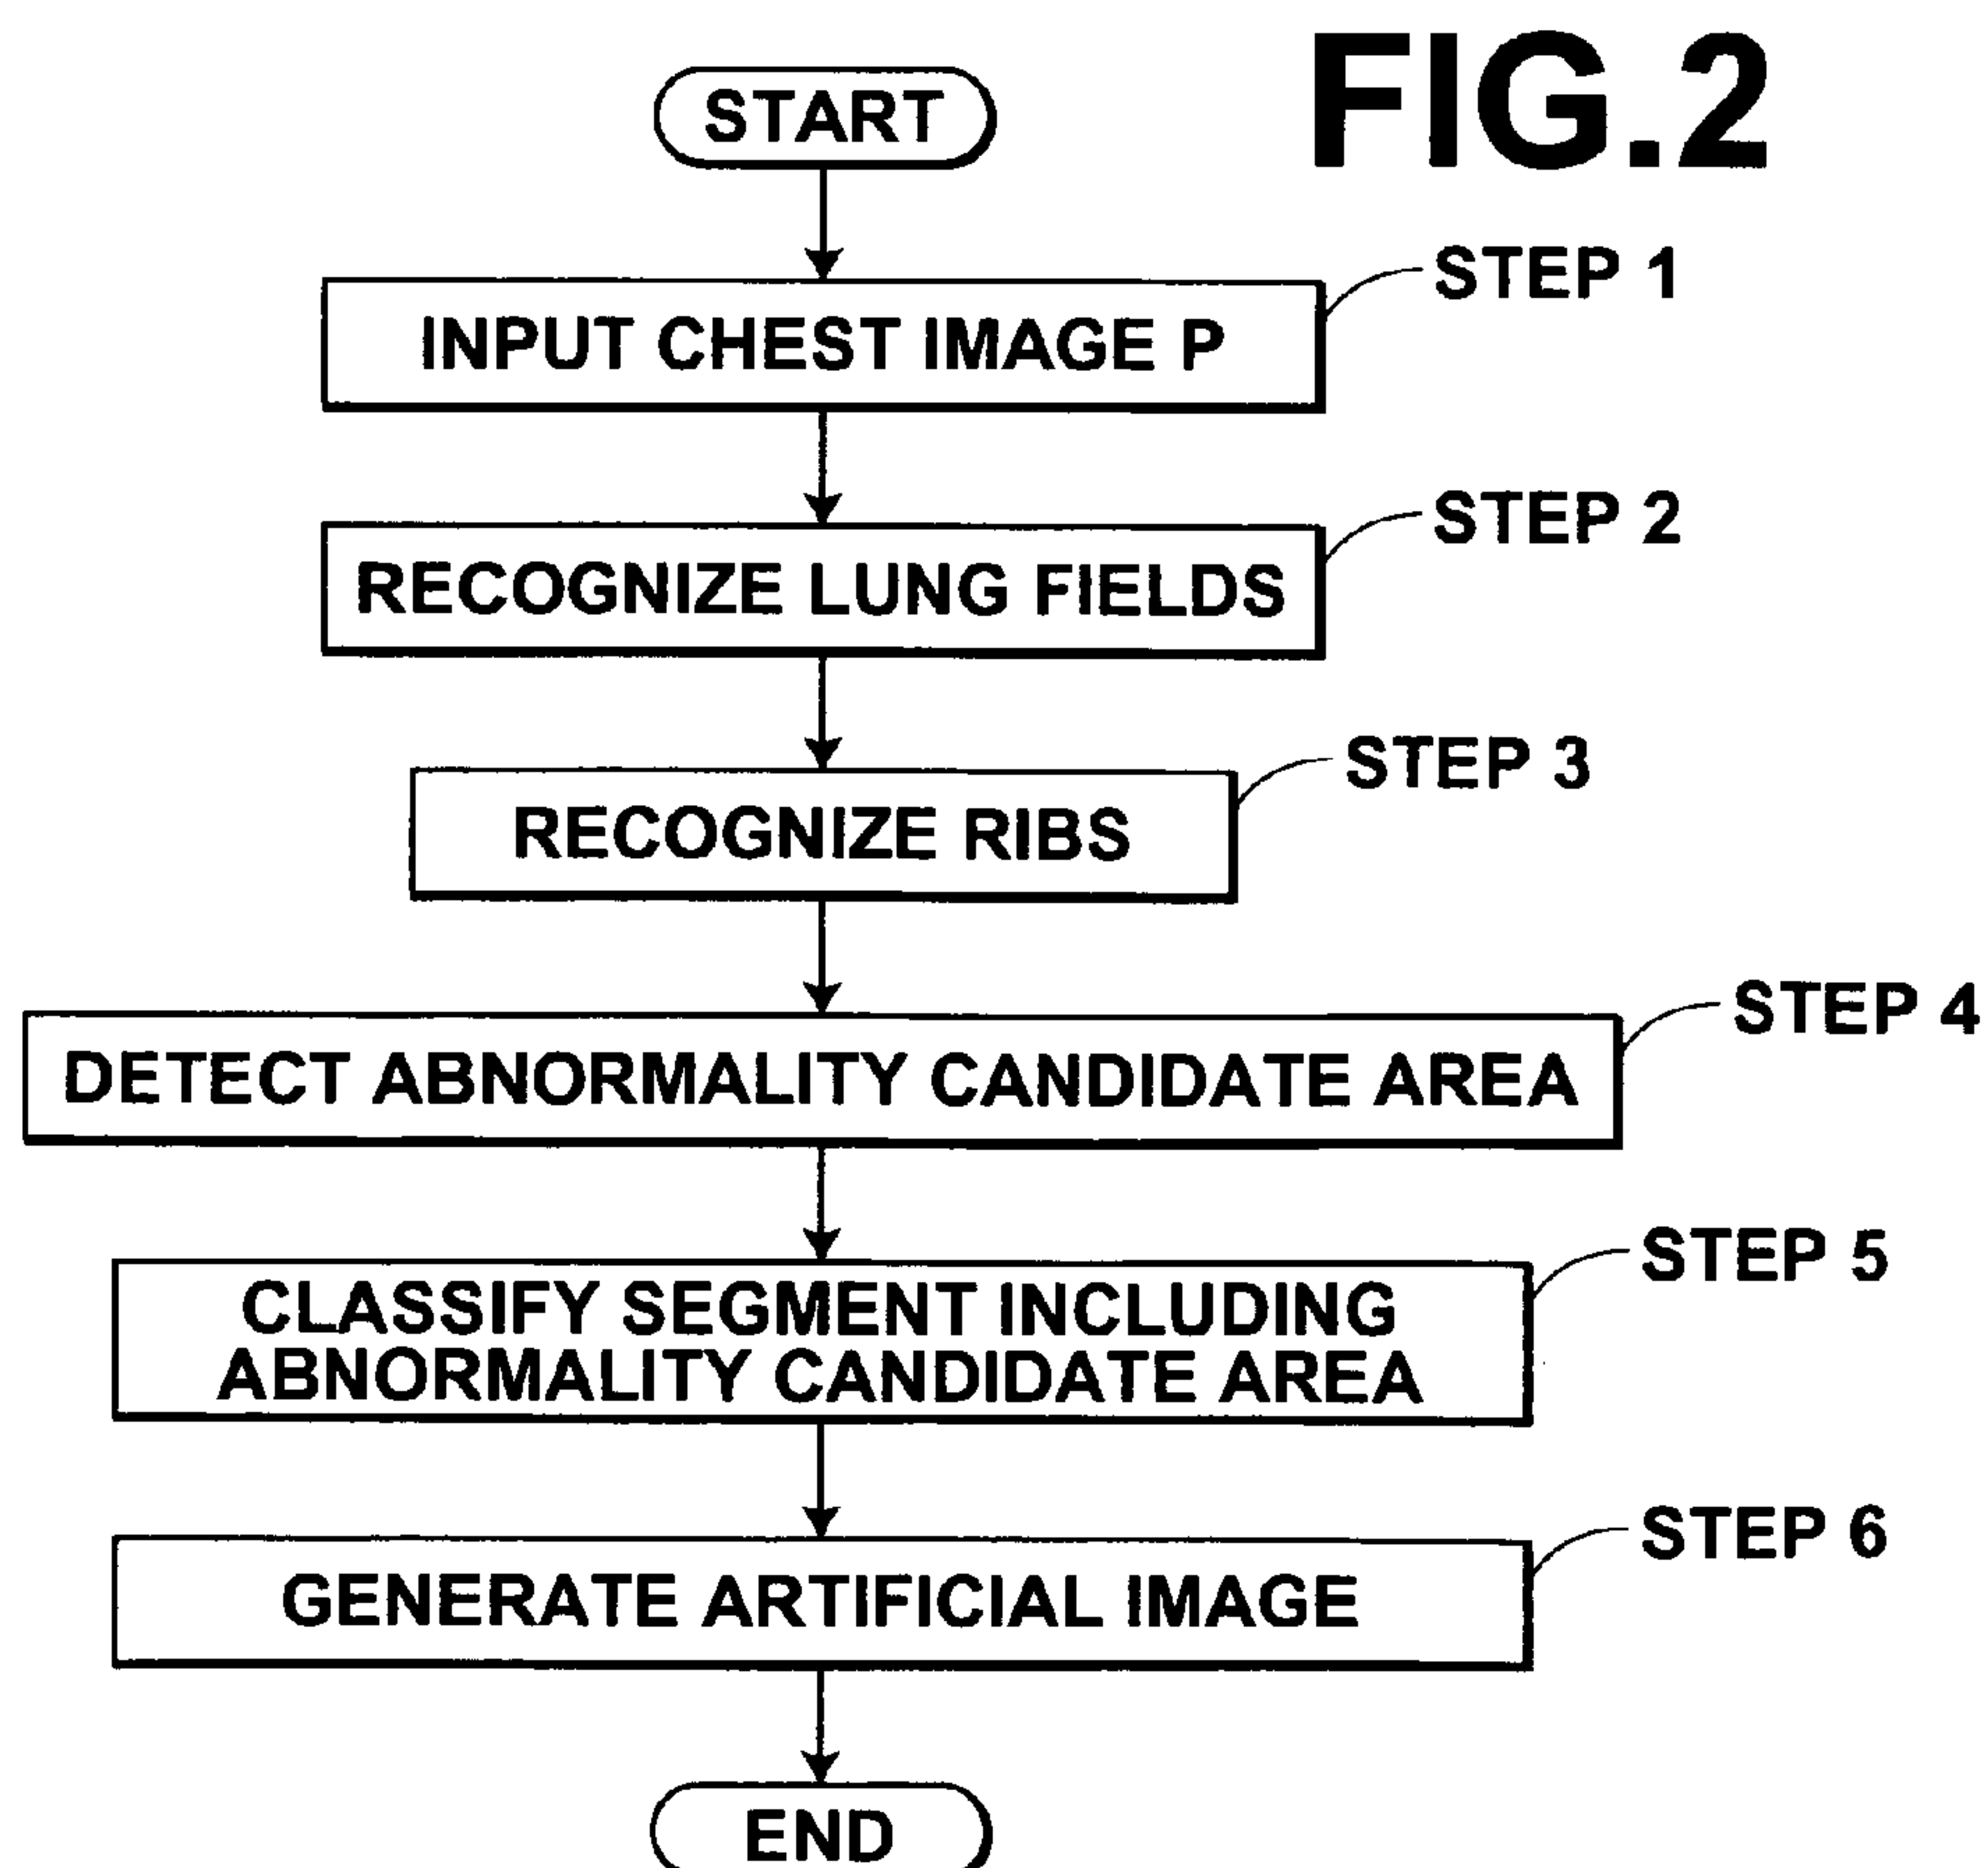 FIG.2
START
STEP 1
INPUT CHEST IMAGE P
STEP 2
RECOGNIZE LUNG FIELDS
STEP 3
RECOGNIZE RIBS
STEP 4
DETECT ABNORMALITY CANDIDATE AREA
STEP 5
CLASSIFY SEGMENT INCLUDING
ABNORMALITY CANDIDATE AREA
STEP 6
GENERATE ARTIFICIAL IMAGE
END